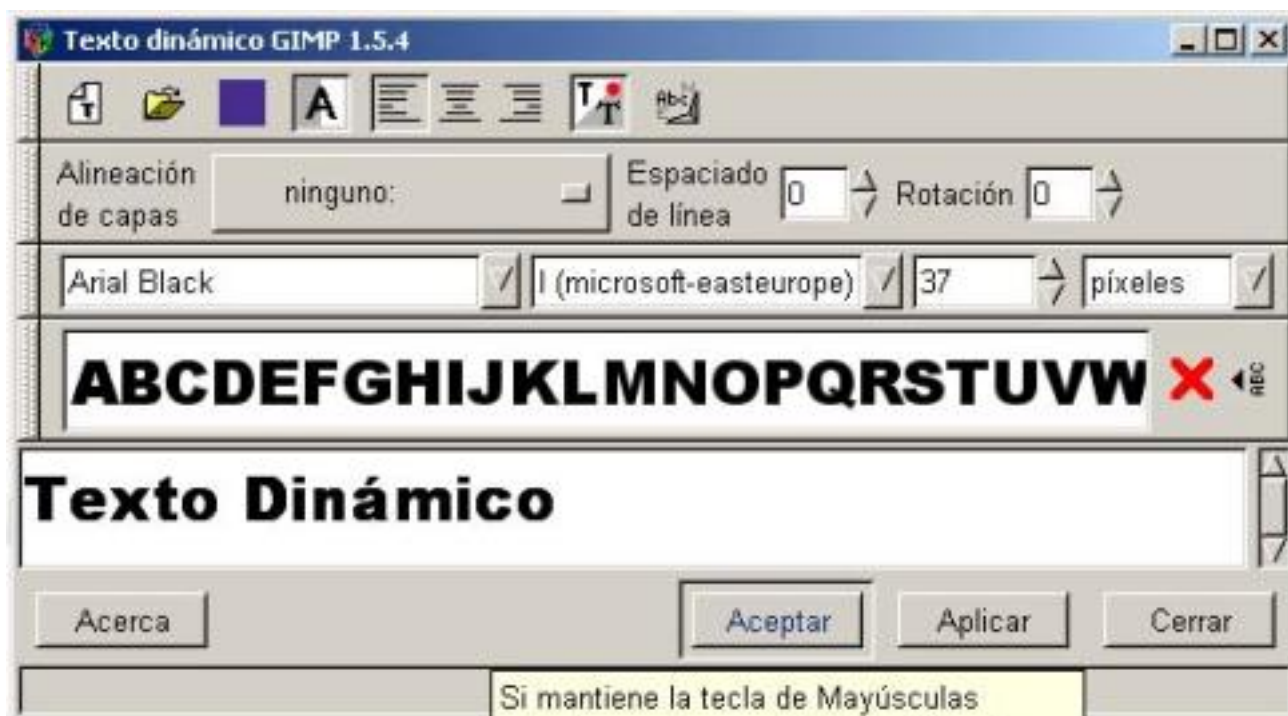 Texto dinámico GIMP 1.5.4
Alineación de capas ninguno: Espaciado de línea 0 Rotación 0
Arial Black l (microsoft-easteurope) 37 píxeles
ABCDEFGHIJKLMNOPQRSTUVW
Texto Dinámico
Acerca Aceptar Aplicar Cerrar
Si mantiene la tecla de Mayúsculas